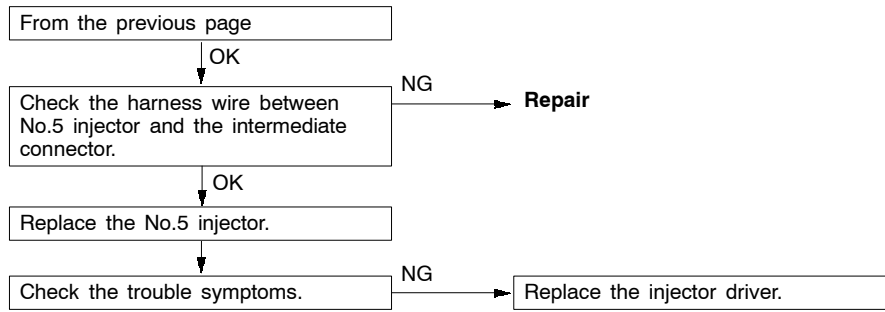 From the previous page
OK
Check the harness wire between
No.5 injector and the intermediate
connector.
NG
Repair
OK
Replace the No.5 injector.
Check the trouble symptoms.
NG
Replace the injector driver.